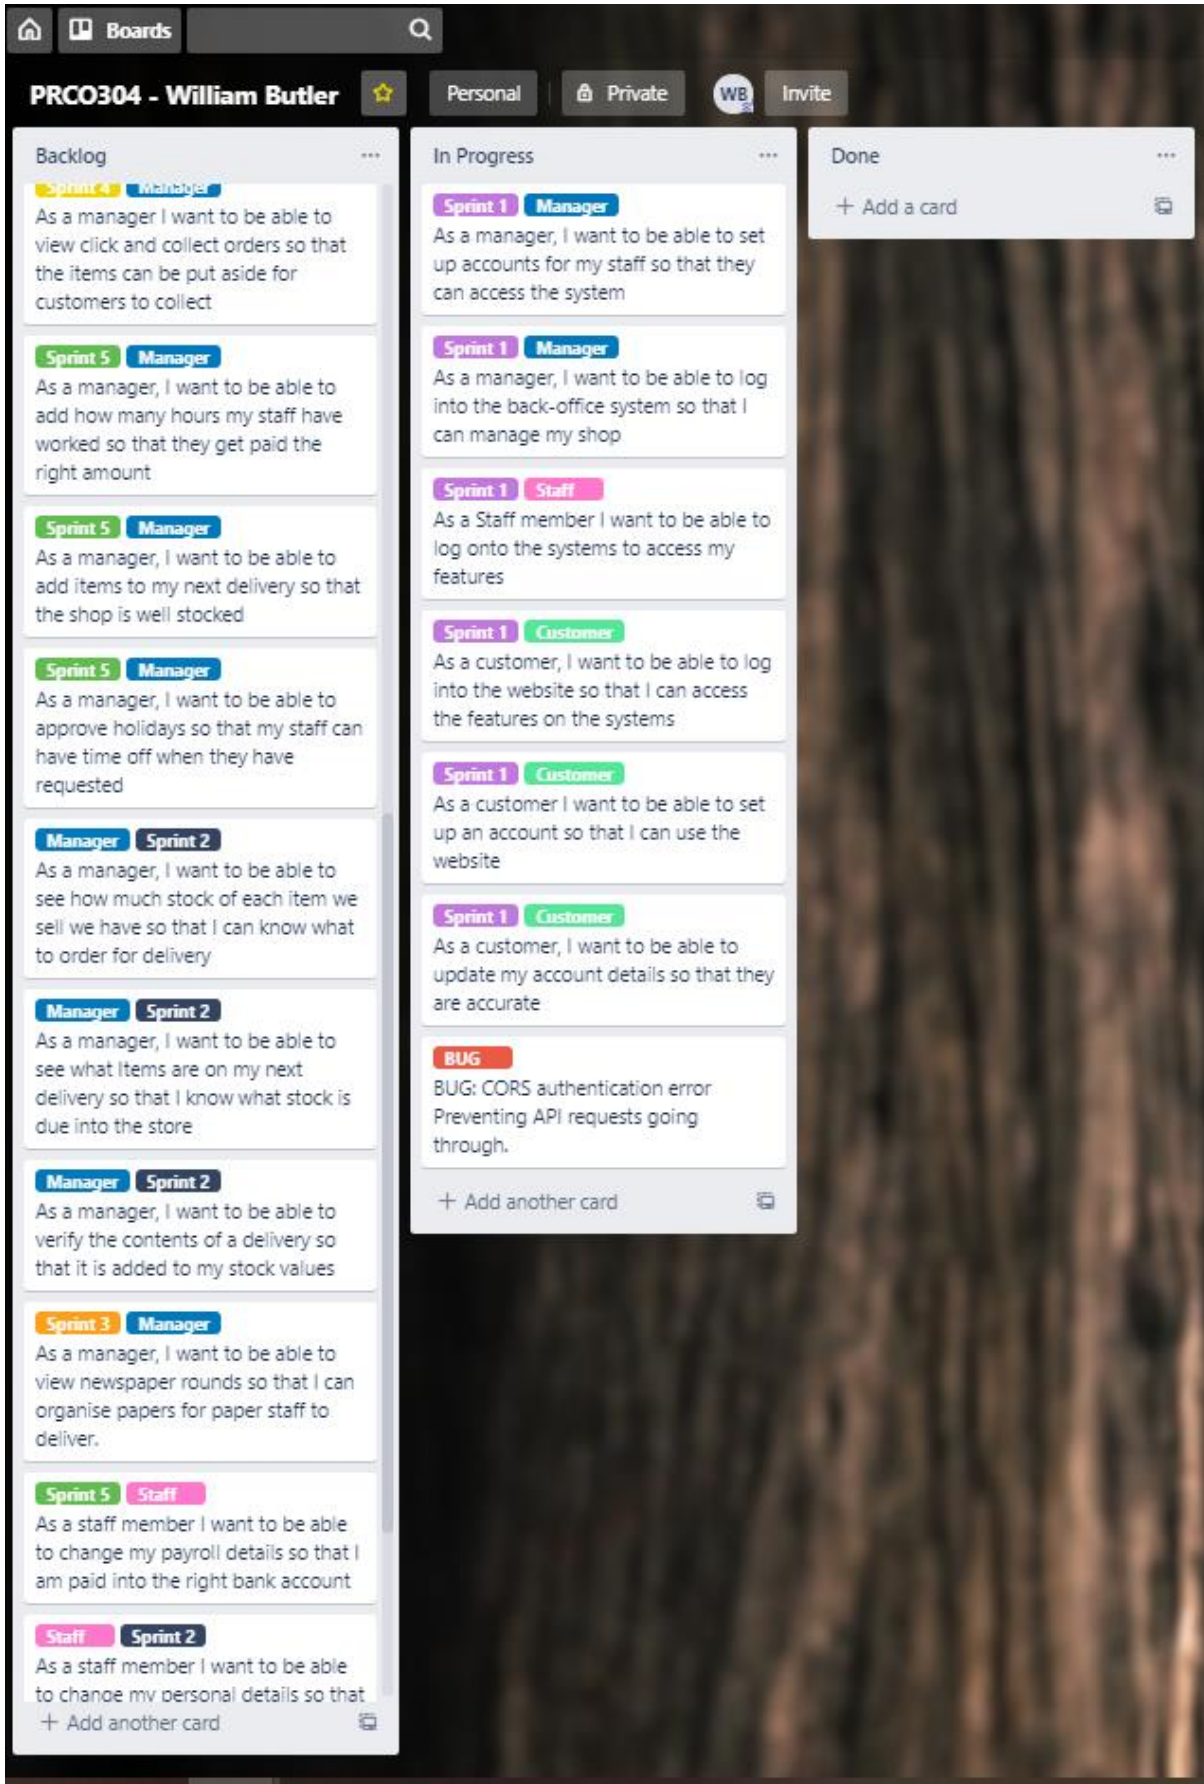 Boards
PRCO304 - William Butler
Personal
Private
WB
Invite
Backlog
Sprint 4 Manager
As a manager I want to be able to
view click and collect orders so that
the items can be put aside for
customers to collect
Sprint 5 Manager
As a manager, I want to be able to
add how many hours my staff have
worked so that they get paid the
right amount
Sprint 5 Manager
As a manager, I want to be able to
add items to my next delivery so that
the shop is well stocked
Sprint 5 Manager
As a manager, I want to be able to
approve holidays so that my staff can
have time off when they have
requested
Manager Sprint 2
As a manager, I want to be able to
see how much stock of each item we
sell we have so that I can know what
to order for delivery
Manager Sprint 2
As a manager, I want to be able to
see what Items are on my next
delivery so that I know what stock is
due into the store
Manager Sprint 2
As a manager, I want to be able to
verify the contents of a delivery so
that it is added to my stock values
Sprint 3 Manager
As a manager, I want to be able to
view newspaper rounds so that I can
organise papers for paper staff to
deliver.
Sprint 5 Staff
As a staff member I want to be able
to change my payroll details so that I
am paid into the right bank account
Staff Sprint 2
As a staff member I want to be able
to change my personal details so that
+ Add another card
In Progress
Sprint 1 Manager
As a manager, I want to be able to set
up accounts for my staff so that they
can access the system
Sprint 1 Manager
As a manager, I want to be able to log
into the back-office system so that I
can manage my shop
Sprint 1 Staff
As a Staff member I want to be able to
log onto the systems to access my
features
Sprint 1 Customer
As a customer, I want to be able to log
into the website so that I can access
the features on the systems
Sprint 1 Customer
As a customer I want to be able to set
up an account so that I can use the
website
Sprint 1 Customer
As a customer, I want to be able to
update my account details so that they
are accurate
BUG
BUG: CORS authentication error
Preventing API requests going
through.
+ Add another card
Done
+ Add a card